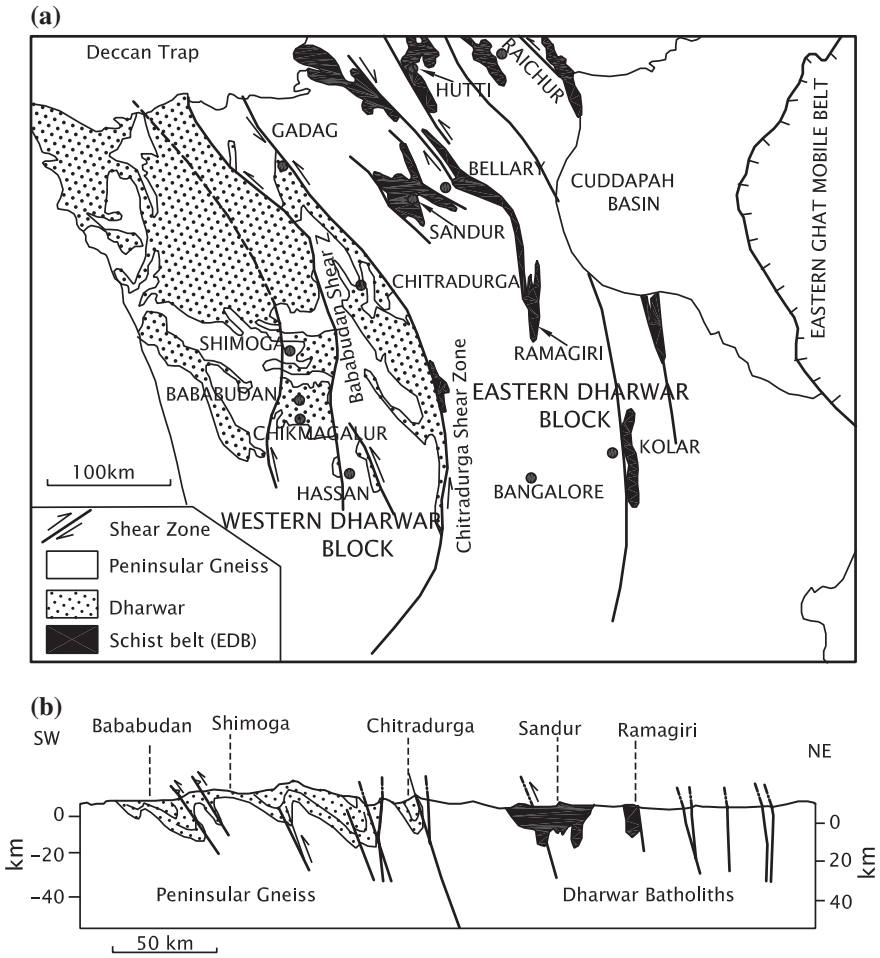 (a)
Deccan Trap
RAICHUR
HUTTI
GADAG
BELLARY
CUDDAPAH
BASIN
EASTERN GHAT MOBILE BELT
SANDUR
CHITRADURGA
Bababudan Shear Z
SHIMOGA
RAMAGIRI
BABABUDAN
EASTERN DHARWAR
BLOCK
CHIKMAGALUR
Chitradurga Shear Zone
KOLAR
100km
HASSAN
BANGALORE
WESTERN DHARWAR
BLOCK
Shear Zone
Peninsular Gneiss
Dharwar
Schist belt (EDB)
(b)
SW
Bababudan
Shimoga
Chitradurga
Sandur
Ramagiri
NE
km
0
−20
−40
Peninsular Gneiss
Dharwar Batholiths
0
20
40
km
50 km